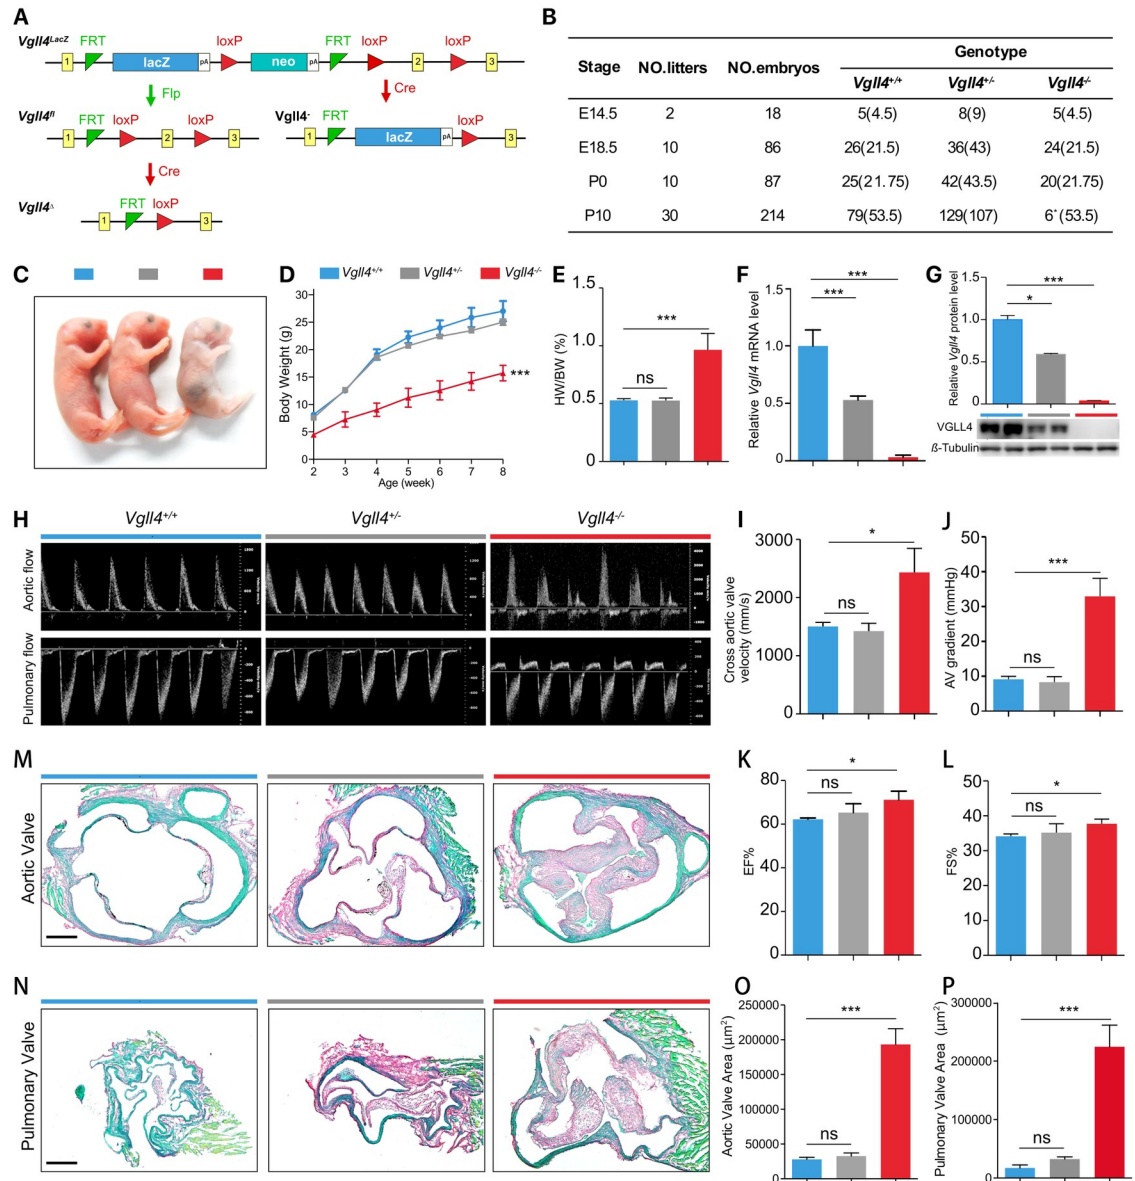 A
Vgll4LacZ
FRT
loxP
FRT
loxP
loxP
1
lacZ
pA
neo
pA
2
3
Flp
Cre
Vgll4fl
FRT
loxP
loxP
1
2
3
Vgll4-
FRT
loxP
1
lacZ
pA
3
Cre
Vgll4Δ
FRT loxP
1
3
B
Stage NO.litters NO.embryos Genotype
Vgll4+/+ Vgll4+/- Vgll4-/-
E14.5 2 18 5(4.5) 8(9) 5(4.5)
E18.5 10 86 26(21.5) 36(43) 24(21.5)
P0 10 87 25(21.75) 42(43.5) 20(21.75)
P10 30 214 79(53.5) 129(107) 6*(53.5)
C
D
Vgll4+/+ Vgll4+/- Vgll4-/-
Body Weight (g)
30
25
20
15
10
5
0
2 3 4 5 6 7 8
Age (week)
***
E
HW/BW (%)
1.5
1.0
0.5
0
ns
***
F
Relative Vgll4 mRNA level
1.5
1.0
0.5
0
***
***
G
Relative Vgll4 protein level
1.5
1.0
0.5
0
*
***
VGLL4
ß-Tubulin
H
Vgll4+/+ Vgll4+/- Vgll4-/-
Aortic flow
Pulmonary flow
I
Cross aortic valve
velocity (mm/s)
3000
2000
1000
0
ns
*
J
AV gradient (mmHg)
50
40
30
20
10
0
ns
***
M
Aortic Valve
K
EF%
80
60
40
20
0
ns
*
L
FS%
50
40
30
20
10
0
ns
*
N
Pulmonary Valve
O
Aortic Valve Area (µm2)
250000
200000
150000
100000
50000
0
ns
***
P
Pulmonary Valve Area (µm2)
300000
200000
100000
0
ns
***